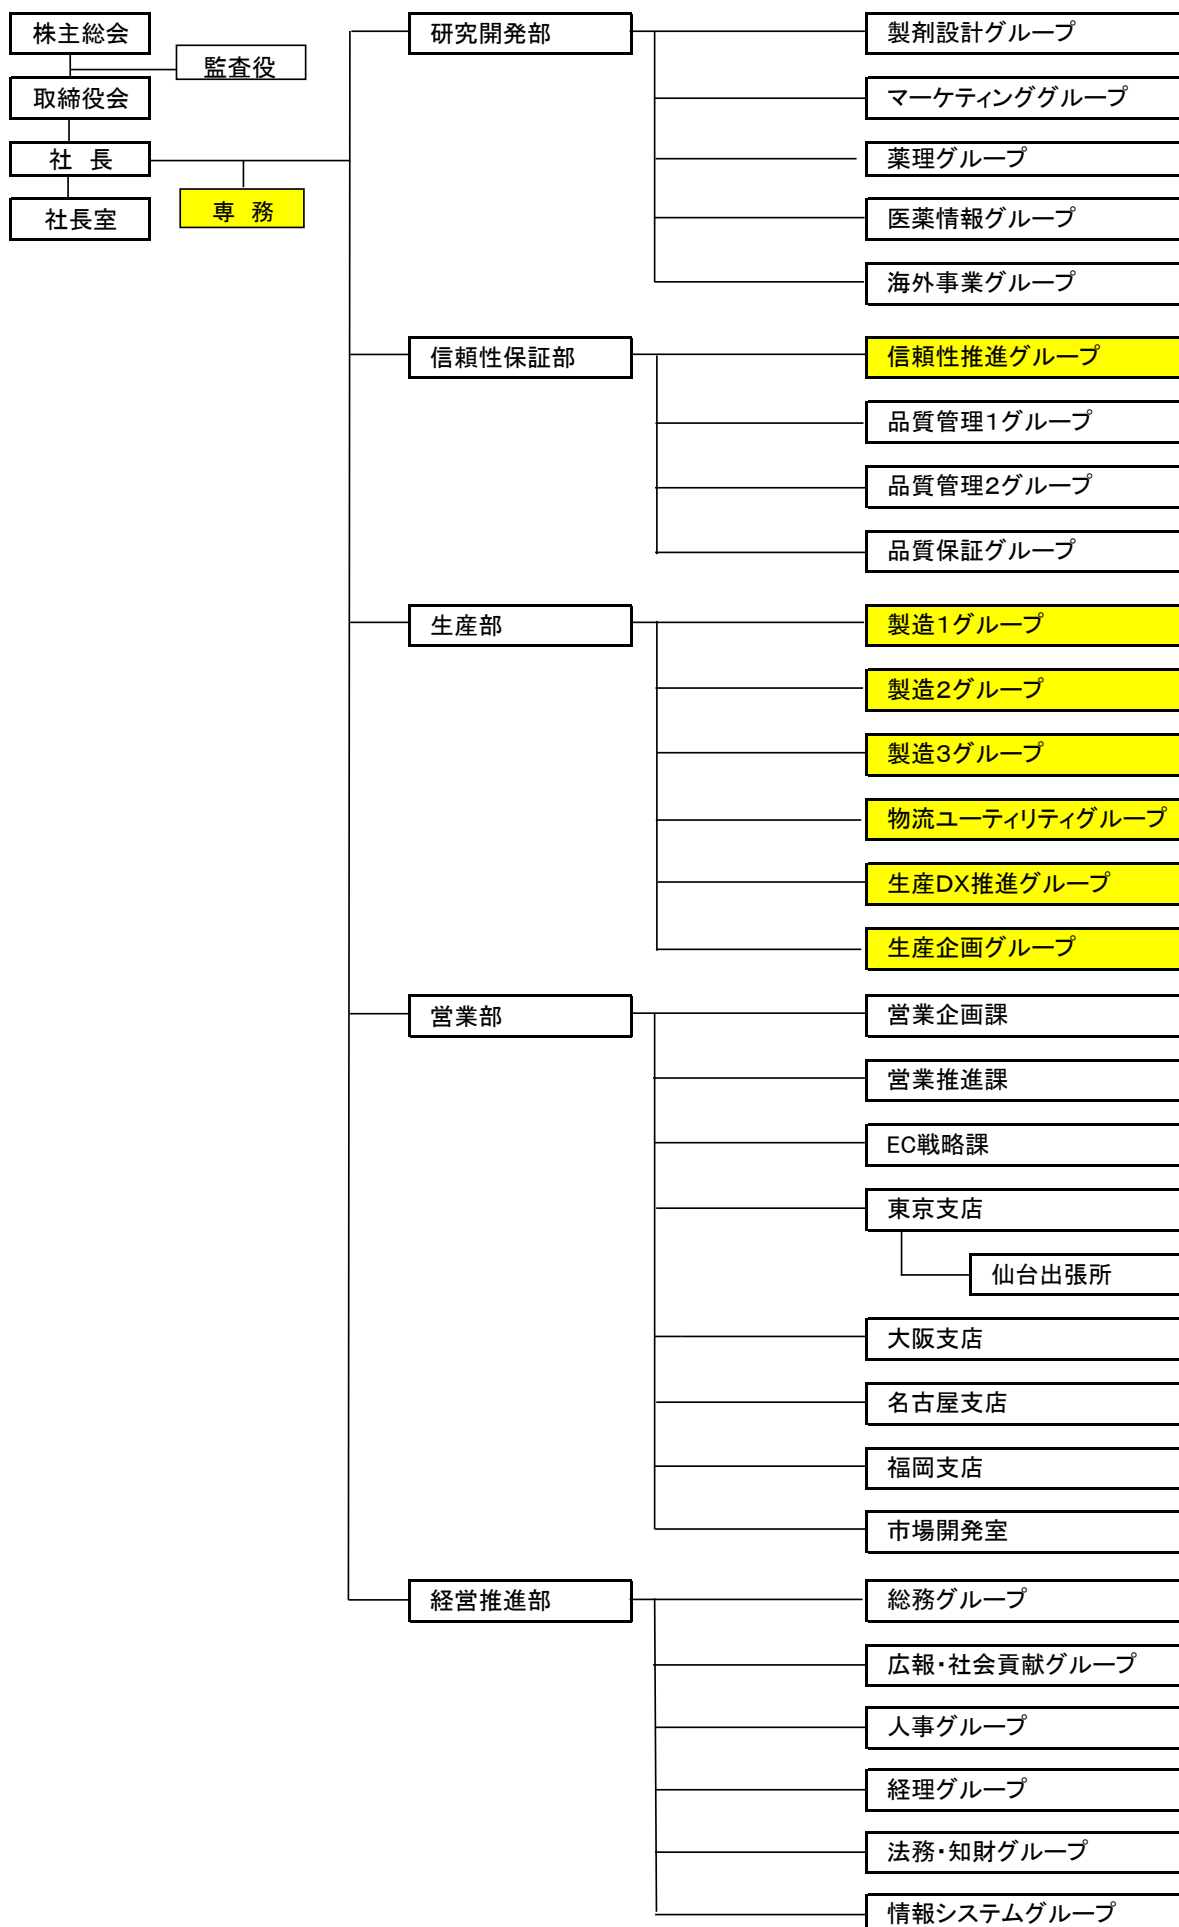 株主総会
監査役
取締役会
社 長
社長室
専 務
研究開発部
製剤設計グループ
マーケティンググループ
薬理グループ
医薬情報グループ
海外事業グループ
信頼性保証部
信頼性推進グループ
品質管理1グループ
品質管理2グループ
品質保証グループ
生産部
製造1グループ
製造2グループ
製造3グループ
物流ユーティリティグループ
生産DX推進グループ
生産企画グループ
営業部
営業企画課
営業推進課
EC戦略課
東京支店
仙台出張所
大阪支店
名古屋支店
福岡支店
市場開発室
経営推進部
総務グループ
広報・社会貢献グループ
人事グループ
経理グループ
法務・知財グループ
情報システムグループ